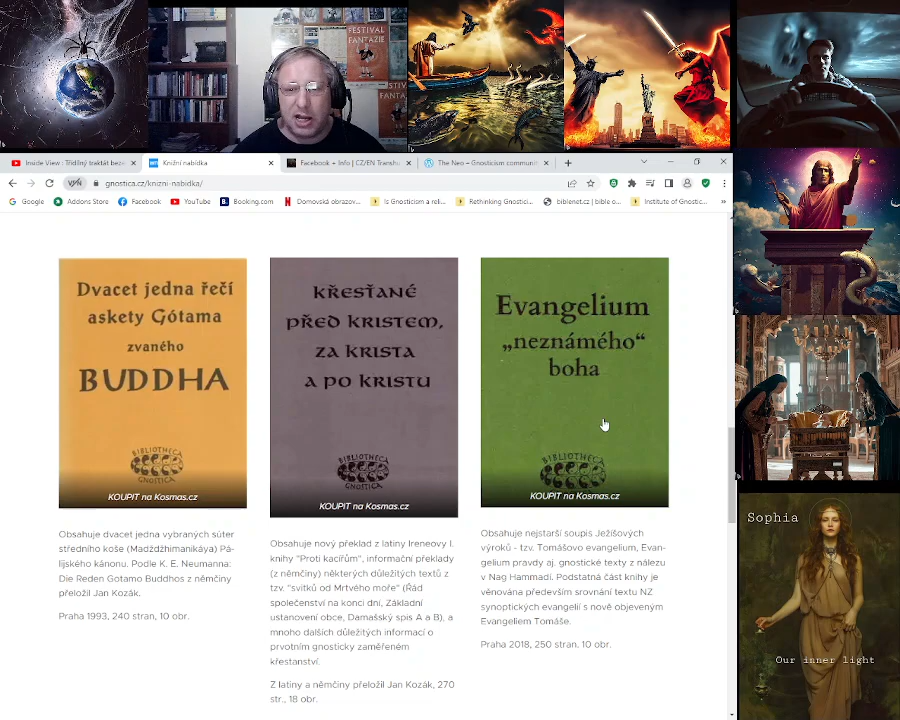 FESTIVAL
FANTAZIE
FANTA
Inside View : Třídílný traktát beze
Knižní nabídka
Facebook + Info | CZ/EN Transhu
The Neo – Gnosticism communit
VPN
gnostica.cz/knizni-nabidka/
Google
Addons Store
Facebook
YouTube
Booking.com
Domovská obrazov...
Is Gnosticism a reli...
Rethinking Gnostici...
biblenet.cz | bible o...
Institute of Gnostic...
Dvacet jedna řečí
askety Gótama
zvaného
BUDDHA
BIBLIOTHECA
GNOSTICA
KOUPIT na Kosmas.cz
Obsahuje dvacet jedna vybraných súter
středního koše (Madždžhimanikáya) Pá-
lijského kánonu. Podle K. E. Neumanna:
Die Reden Gotamo Buddhos z němčiny
přeložil Jan Kozák.
Praha 1993, 240 stran, 10 obr.
křesťané
před kristem,
za krista
a po kristu
BIBLIOTHECA
GNOSTICA
KOUPIT na Kosmas.cz
Obsahuje nový překlad z latiny Ireneovy I.
knihy "Proti kacířům", informační překlady
(z němčiny) některých důležitých textů z
tzv. "svitků od Mrtvého moře" (Řád
společenství na konci dní, Základní
ustanovení obce, Damašský spis A a B), a
mnoho dalších důležitých informací o
prvotním gnosticky zaměřeném
křestanství.
Z latiny a němčiny přeložil Jan Kozák, 270
str., 18 obr.
Evangelium
„neznámého“
boha
BIBLIOTHECA
GNOSTICA
KOUPIT na Kosmas.cz
Obsahuje nejstarší soupis Ježíšových
výroků - tzv. Tomášovo evangelium, Evan-
gelium pravdy aj. gnostické texty z nálezu
v Nag Hammadí. Podstatná část knihy je
věnována především srovnání textu NZ
synoptických evangelií s nově objeveným
Evangeliem Tomáše.
Praha 2018, 250 stran, 10 obr.
Sophia
Our inner light